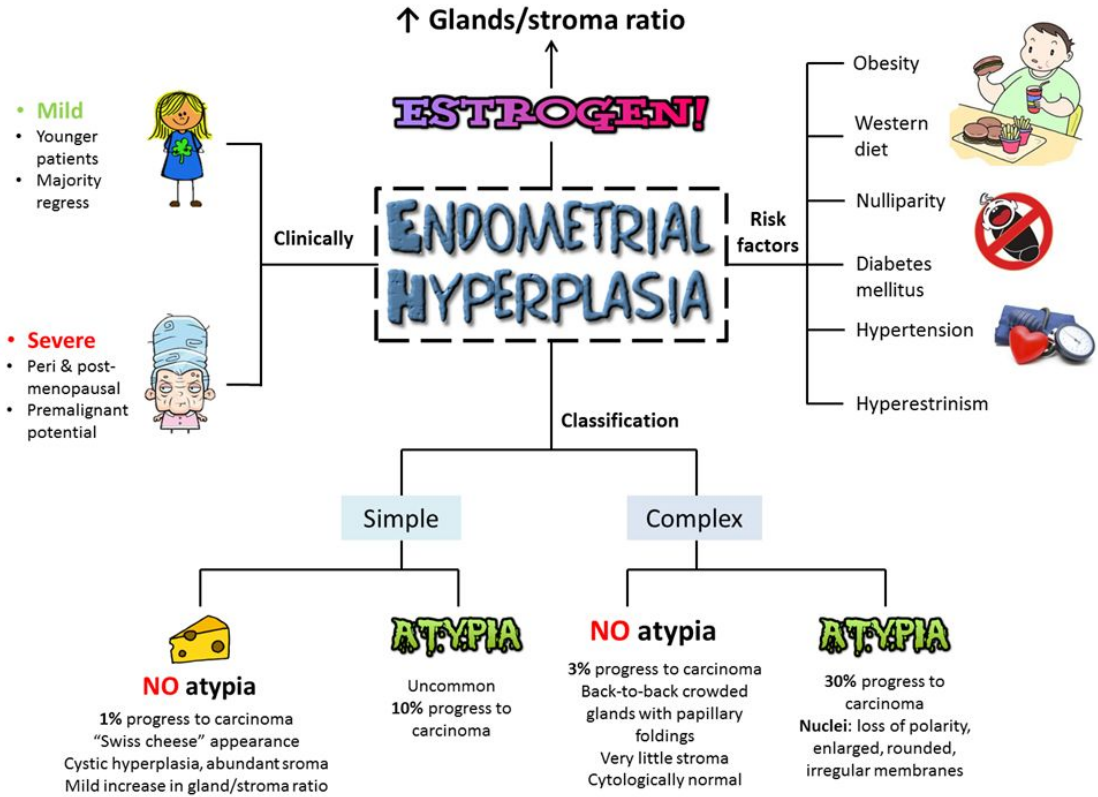 ↑ Glands/stroma ratio
ESTROGEN!
ENDOMETRIAL
HYPERPLASIA
Clinically
• Mild
• Younger
patients
• Majority
regress
• Severe
• Peri & post-
menopausal
• Premalignant
potential
Risk
factors
Obesity
Western
diet
Nulliparity
Diabetes
mellitus
Hypertension
Hyperestrinism
Classification
Simple
Complex
NO atypia
1% progress to carcinoma
“Swiss cheese” appearance
Cystic hyperplasia, abundant sroma
Mild increase in gland/stroma ratio
ATYPIA
Uncommon
10% progress to
carcinoma
NO atypia
3% progress to carcinoma
Back-to-back crowded
glands with papillary
foldings
Very little stroma
Cytologically normal
ATYPIA
30% progress to
carcinoma
Nuclei: loss of polarity,
enlarged, rounded,
irregular membranes